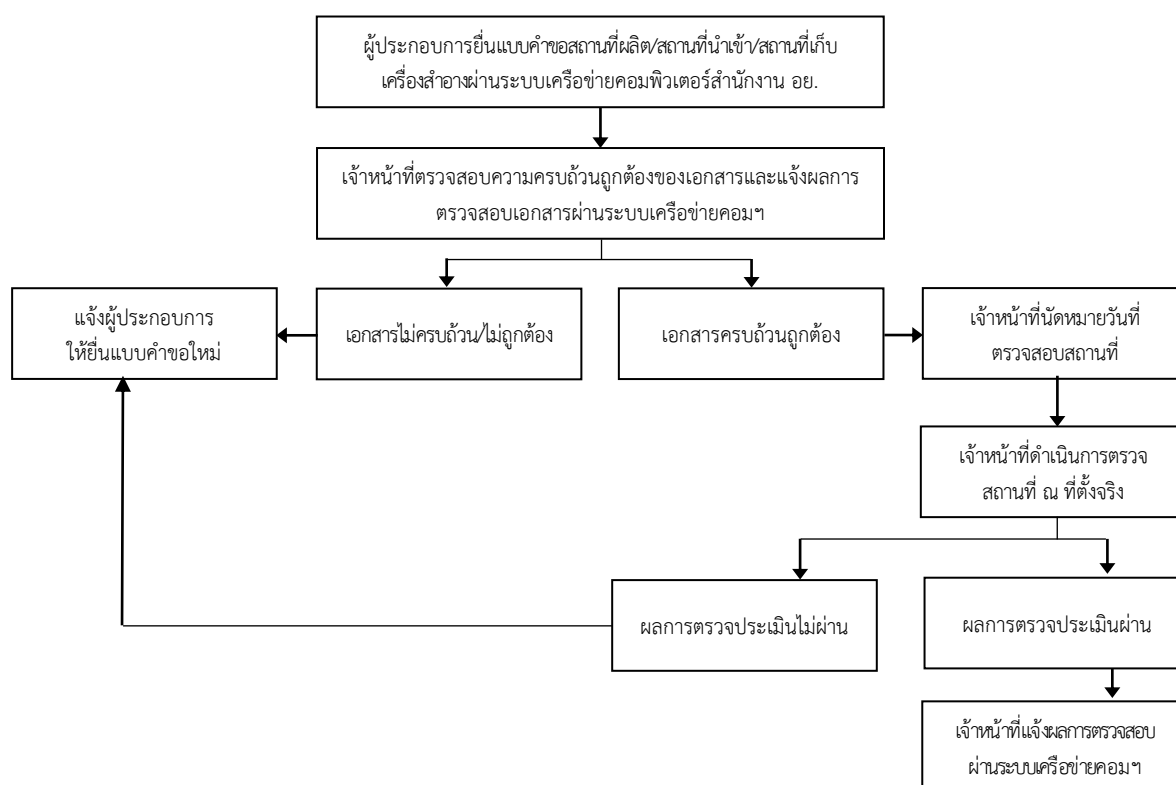 ผู้ประกอบการยื่นแบบคำขอสถานที่ผลิต/สถานที่นำเข้า/สถานที่เก็บ
เครื่องสำอางผ่านระบบเครือข่ายคอมพิวเตอร์สำนักงาน อย.
เจ้าหน้าที่ตรวจสอบความครบถ้วนถูกต้องของเอกสารและแจ้งผลการ
ตรวจสอบเอกสารผ่านระบบเครือข่ายคอมฯ
แจ้งผู้ประกอบการ
ให้ยื่นแบบคำขอใหม่
เอกสารไม่ครบถ้วน/ไม่ถูกต้อง
เอกสารครบถ้วนถูกต้อง
เจ้าหน้าที่นัดหมายวันที่
ตรวจสอบสถานที่
เจ้าหน้าที่ดำเนินการตรวจ
สถานที่ ณ ที่ตั้งจริง
ผลการตรวจประเมินไม่ผ่าน
ผลการตรวจประเมินผ่าน
เจ้าหน้าที่แจ้งผลการตรวจสอบ
ผ่านระบบเครือข่ายคอมฯ